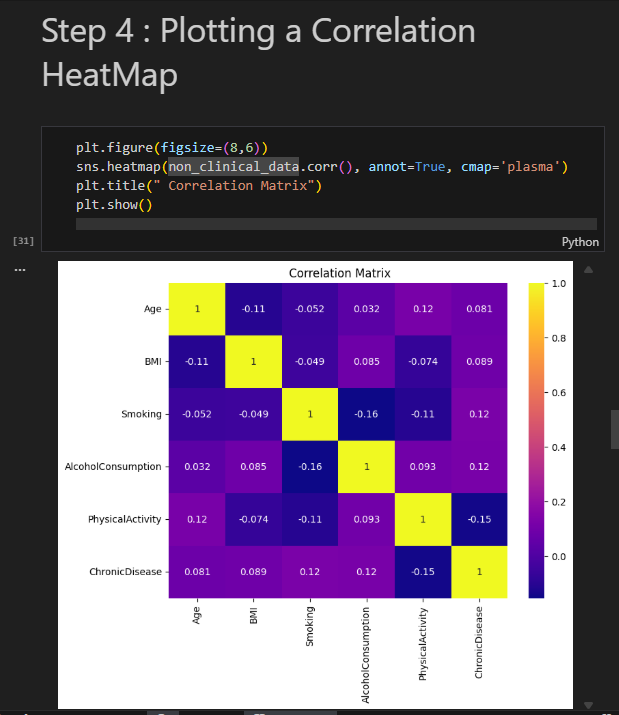 Step 4 : Plotting a Correlation
HeatMap
plt.figure(figsize=(8,6))
sns.heatmap(non_clinical_data.corr(), annot=True, cmap='plasma')
plt.title(" Correlation Matrix")
plt.show()
[31]
Python
...
Correlation Matrix
Age 1 -0.11 -0.052 0.032 0.12 0.081
BMI -0.11 1 -0.049 0.085 -0.074 0.089
Smoking -0.052 -0.049 1 -0.16 -0.11 0.12
AlcoholConsumption 0.032 0.085 -0.16 1 0.093 0.12
PhysicalActivity 0.12 -0.074 -0.11 0.093 1 -0.15
ChronicDisease 0.081 0.089 0.12 0.12 -0.15 1
Age
BMI
Smoking
AlcoholConsumption
PhysicalActivity
ChronicDisease
1.0
0.8
0.6
0.4
0.2
0.0